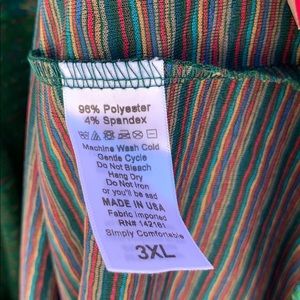 96% Polyester
4% Spandex
Machine Wash Cold
Gentle Cycle
Do Not Bleach
Hang Dry
Do Not Iron
or you'll be sad
MADE IN USA
Fabric imported
RN# 142161
Simply Comfortable
3XL